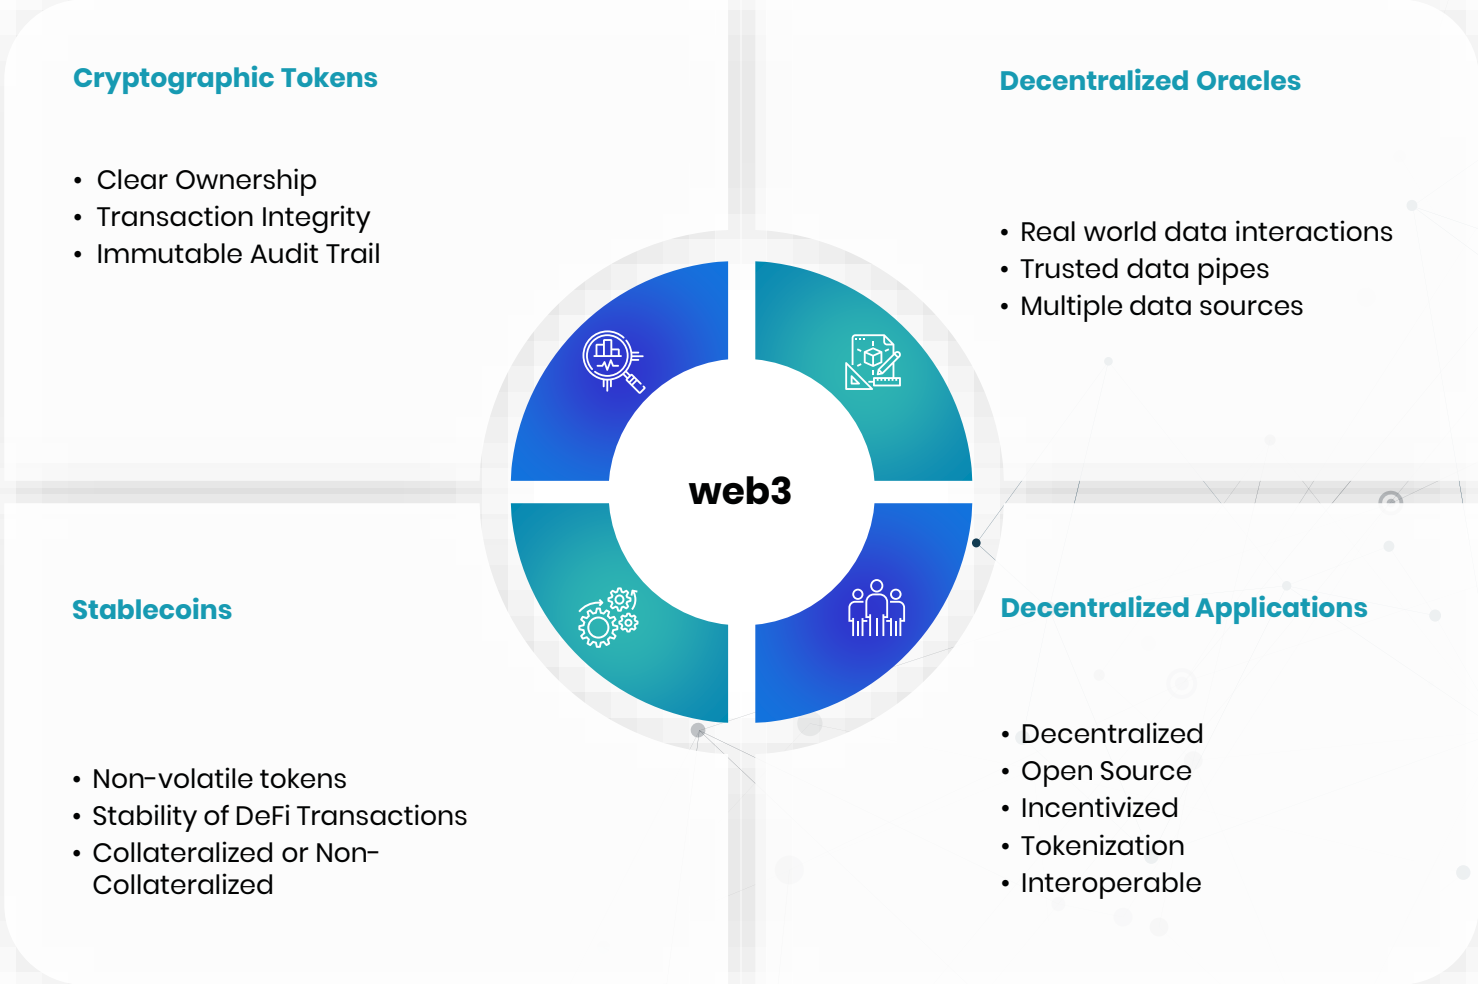 Cryptographic Tokens
• Clear Ownership
• Transaction Integrity
• Immutable Audit Trail
Decentralized Oracles
• Real world data interactions
• Trusted data pipes
• Multiple data sources
web3
Stablecoins
• Non-volatile tokens
• Stability of DeFi Transactions
• Collateralized or Non-
Collateralized
Decentralized Applications
• Decentralized
• Open Source
• Incentivized
• Tokenization
• Interoperable